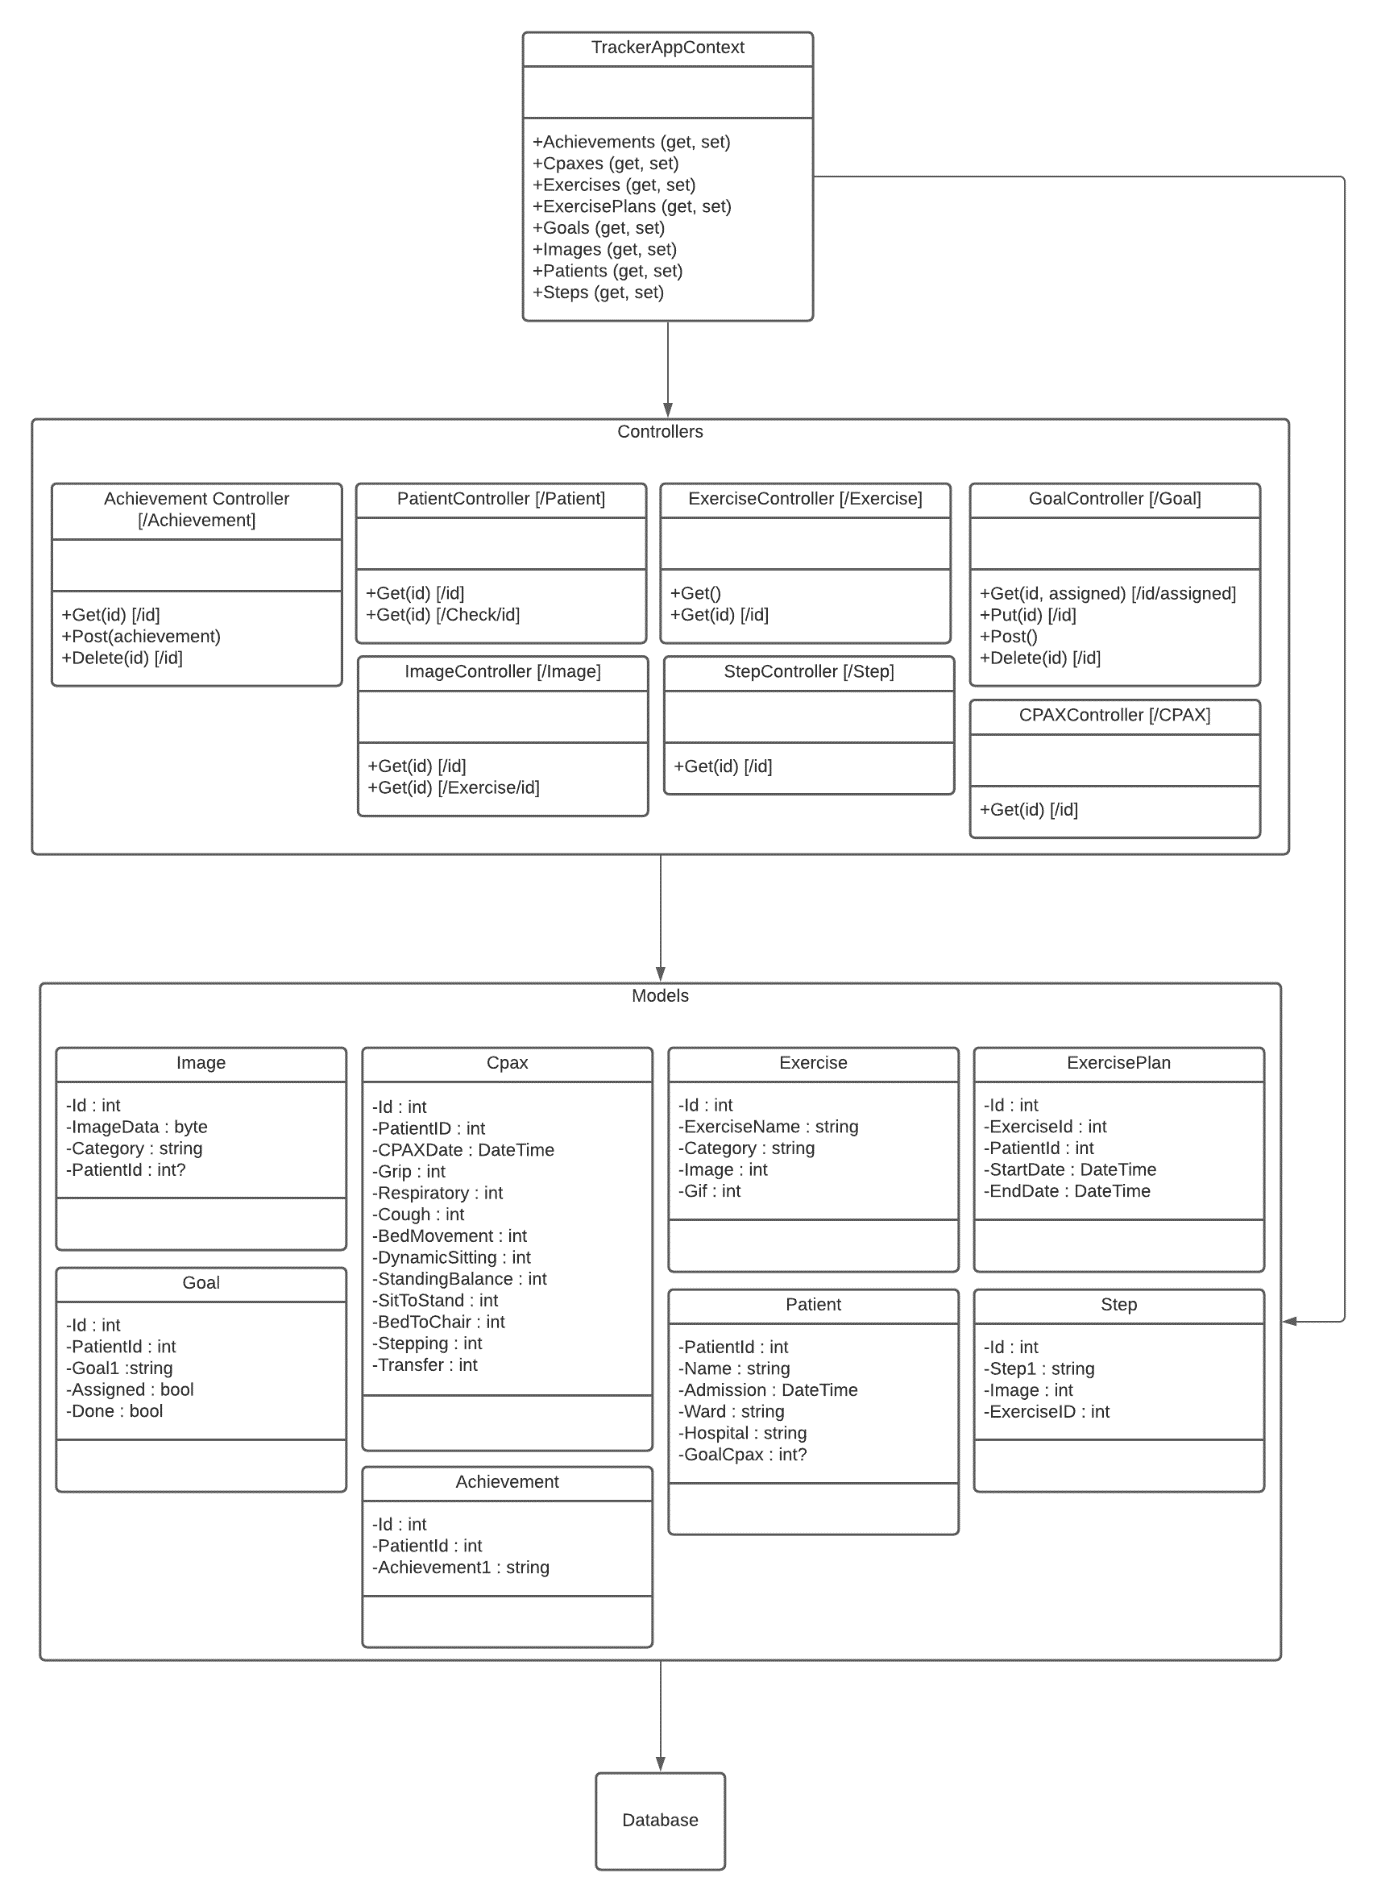 TrackerAppContext
+Achievements (get, set)
+Cpaxes (get, set)
+Exercises (get, set)
+ExercisePlans (get, set)
+Goals (get, set)
+Images (get, set)
+Patients (get, set)
+Steps (get, set)
Controllers
Achievement Controller
[/Achievement]
+Get(id) [/id]
+Post(achievement)
+Delete(id) [/id]
PatientController [/Patient]
+Get(id) [/id]
+Get(id) [/Check/id]
ExerciseController [/Exercise]
+Get()
+Get(id) [/id]
GoalController [/Goal]
+Get(id, assigned) [/id/assigned]
+Put(id) [/id]
+Post()
+Delete(id) [/id]
ImageController [/Image]
+Get(id) [/id]
+Get(id) [/Exercise/id]
StepController [/Step]
+Get(id) [/id]
CPAXController [/CPAX]
+Get(id) [/id]
Models
Image
-Id : int
-ImageData : byte
-Category : string
-PatientId : int?
Cpax
-Id : int
-PatientID : int
-CPAXDate : DateTime
-Grip : int
-Respiratory : int
-Cough : int
-BedMovement : int
-DynamicSitting : int
-StandingBalance : int
-SitToStand : int
-BedToChair : int
-Stepping : int
-Transfer : int
Exercise
-Id : int
-ExerciseName : string
-Category : string
-Image : int
-Gif : int
ExercisePlan
-Id : int
-ExerciseId : int
-PatientId : int
-StartDate : DateTime
-EndDate : DateTime
Goal
-Id : int
-PatientId : int
-Goal1 :string
-Assigned : bool
-Done : bool
Patient
-PatientId : int
-Name : string
-Admission : DateTime
-Ward : string
-Hospital : string
-GoalCpax : int?
Step
-Id : int
-Step1 : string
-Image : int
-ExerciseID : int
Achievement
-Id : int
-PatientId : int
-Achievement1 : string
Database